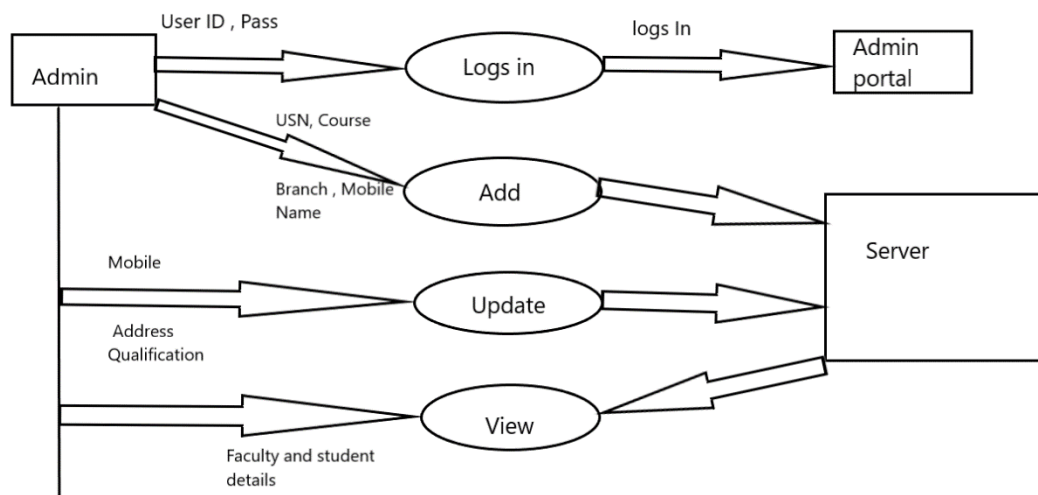 User ID , Pass
logs In
Admin
Logs in
Admin
portal
USN, Course
Branch , Mobile
Name
Add
Server
Mobile
Update
Address
Qualification
View
Faculty and student
details